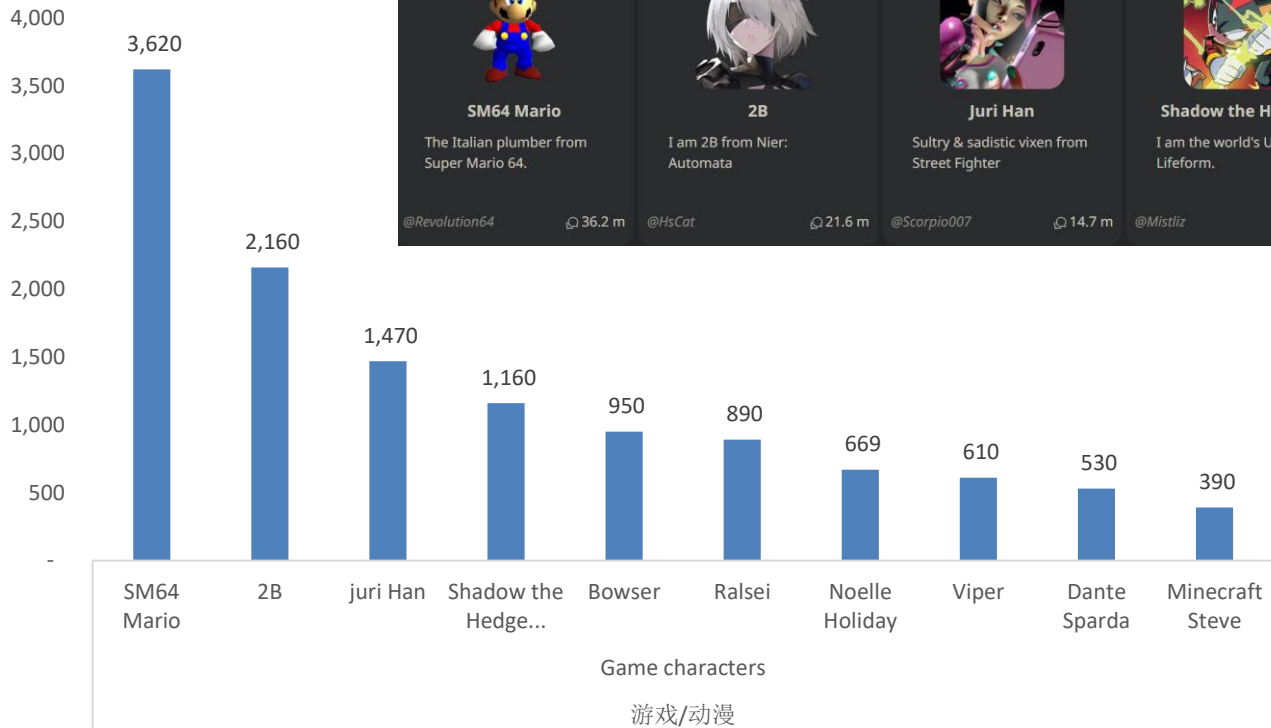 4,000
3,500
3,000
2,500
2,000
1,500
1,000
500
-
3,620
2,160
1,470
1,160
950
890
669
610
530
390
SM64 Mario
The Italian plumber from
Super Mario 64.
@Revolution64 36.2 m
2B
I am 2B from Nier:
Automata
@HsCat 21.6 m
Juri Han
Sultry & sadistic vixen from
Street Fighter
@Scorpio007 14.7 m
Shadow the H
I am the world's U
Lifeform.
@Mistliz
SM64
Mario
2B
juri Han
Shadow the
Hedge...
Bowser
Ralsei
Noelle
Holiday
Viper
Dante
Sparda
Minecraft
Steve
Game characters
游戏/动漫